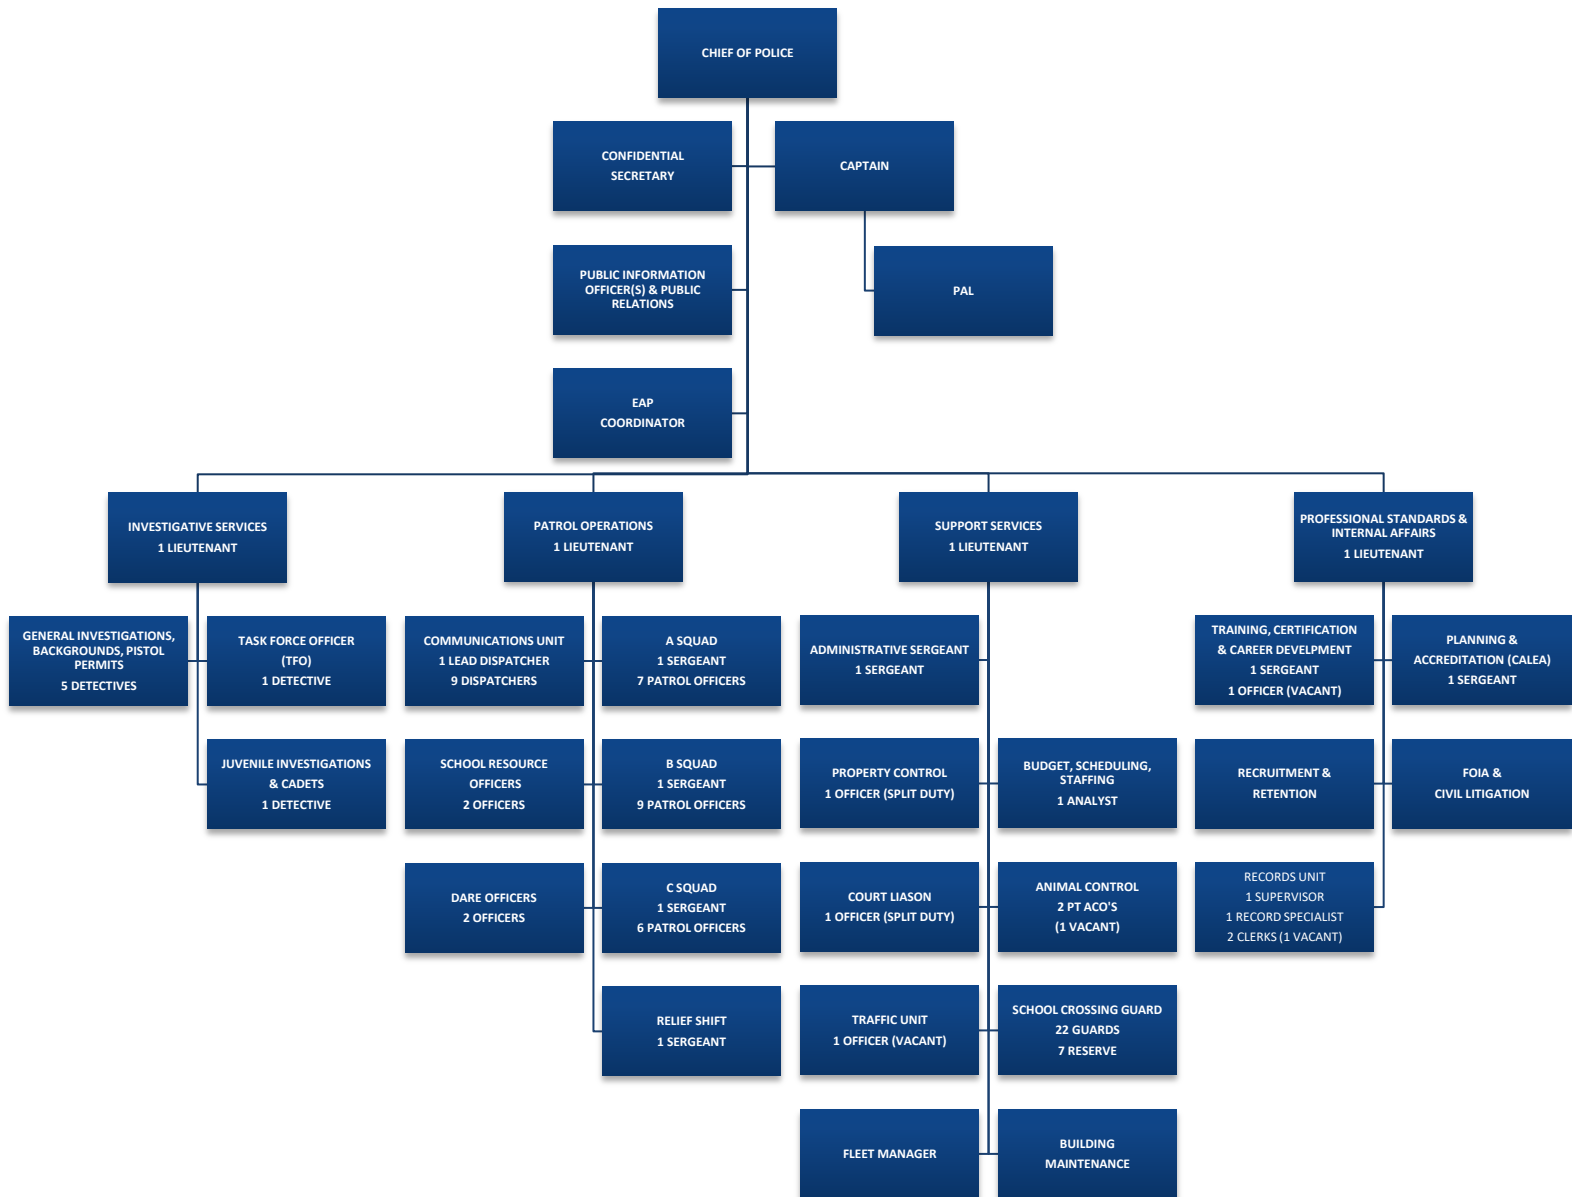 CHIEF OF POLICE
CONFIDENTIAL
SECRETARY
CAPTAIN
PUBLIC INFORMATION
OFFICER(S) & PUBLIC
RELATIONS
PAL
EAP
COORDINATOR
INVESTIGATIVE SERVICES
1 LIEUTENANT
PATROL OPERATIONS
1 LIEUTENANT
SUPPORT SERVICES
1 LIEUTENANT
PROFESSIONAL STANDARDS &
INTERNAL AFFAIRS
1 LIEUTENANT
GENERAL INVESTIGATIONS,
BACKGROUNDS, PISTOL
PERMITS
5 DETECTIVES
TASK FORCE OFFICER
(TFO)
1 DETECTIVE
COMMUNICATIONS UNIT
1 LEAD DISPATCHER
9 DISPATCHERS
A SQUAD
1 SERGEANT
7 PATROL OFFICERS
ADMINISTRATIVE SERGEANT
1 SERGEANT
TRAINING, CERTIFICATION
& CAREER DEVELPMENT
1 SERGEANT
1 OFFICER (VACANT)
PLANNING &
ACCREDITATION (CALEA)
1 SERGEANT
JUVENILE INVESTIGATIONS
& CADETS
1 DETECTIVE
SCHOOL RESOURCE
OFFICERS
2 OFFICERS
B SQUAD
1 SERGEANT
9 PATROL OFFICERS
PROPERTY CONTROL
1 OFFICER (SPLIT DUTY)
BUDGET, SCHEDULING,
STAFFING
1 ANALYST
RECRUITMENT &
RETENTION
FOIA &
CIVIL LITIGATION
DARE OFFICERS
2 OFFICERS
C SQUAD
1 SERGEANT
6 PATROL OFFICERS
COURT LIASON
1 OFFICER (SPLIT DUTY)
ANIMAL CONTROL
2 PT ACO'S
(1 VACANT)
RECORDS UNIT
1 SUPERVISOR
1 RECORD SPECIALIST
2 CLERKS (1 VACANT)
RELIEF SHIFT
1 SERGEANT
TRAFFIC UNIT
1 OFFICER (VACANT)
SCHOOL CROSSING GUARD
22 GUARDS
7 RESERVE
FLEET MANAGER
BUILDING
MAINTENANCE